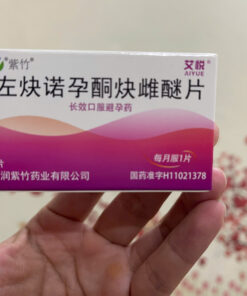 紫竹® 艾悦
AIYUE
左炔诺孕酮炔雌醚片
长效口服避孕药
片 每月服1片
润紫竹药业有限公司 国药准字H11021378